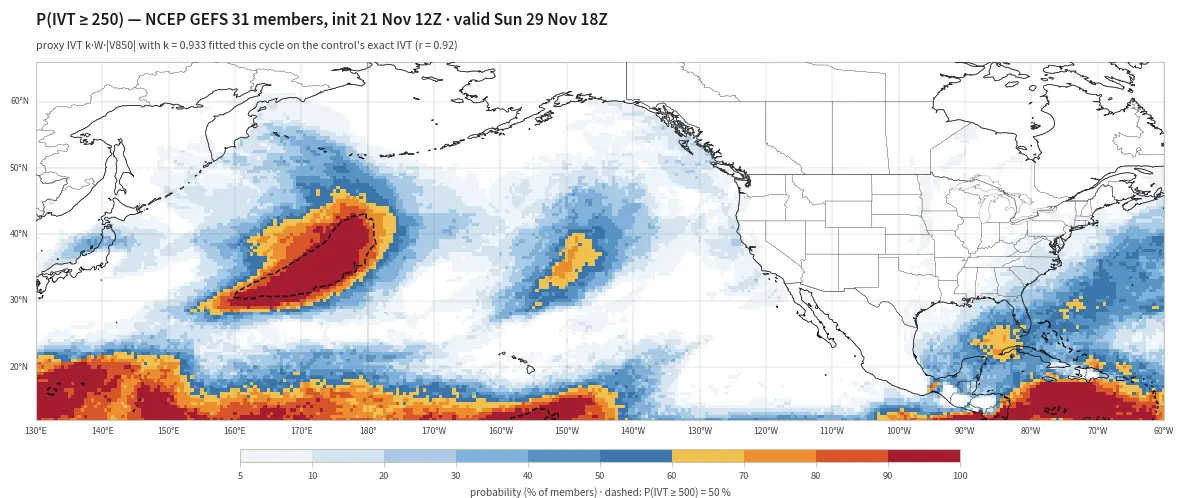 P(IVT ≥ 250) — NCEP GEFS 31 members, init 21 Nov 12Z · valid Sun 29 Nov 18Z
proxy IVT k·W·|V850| with k = 0.933 fitted this cycle on the control's exact IVT (r = 0.92)
60°N
50°N
40°N
30°N
20°N
130°E 140°E 150°E 160°E 170°E 180° 170°W 160°W 150°W 140°W 130°W 120°W 110°W 100°W 90°W 80°W 70°W 60°W
5 10 20 30 40 50 60 70 80 90 100
probability (% of members) · dashed: P(IVT ≥ 500) = 50 %